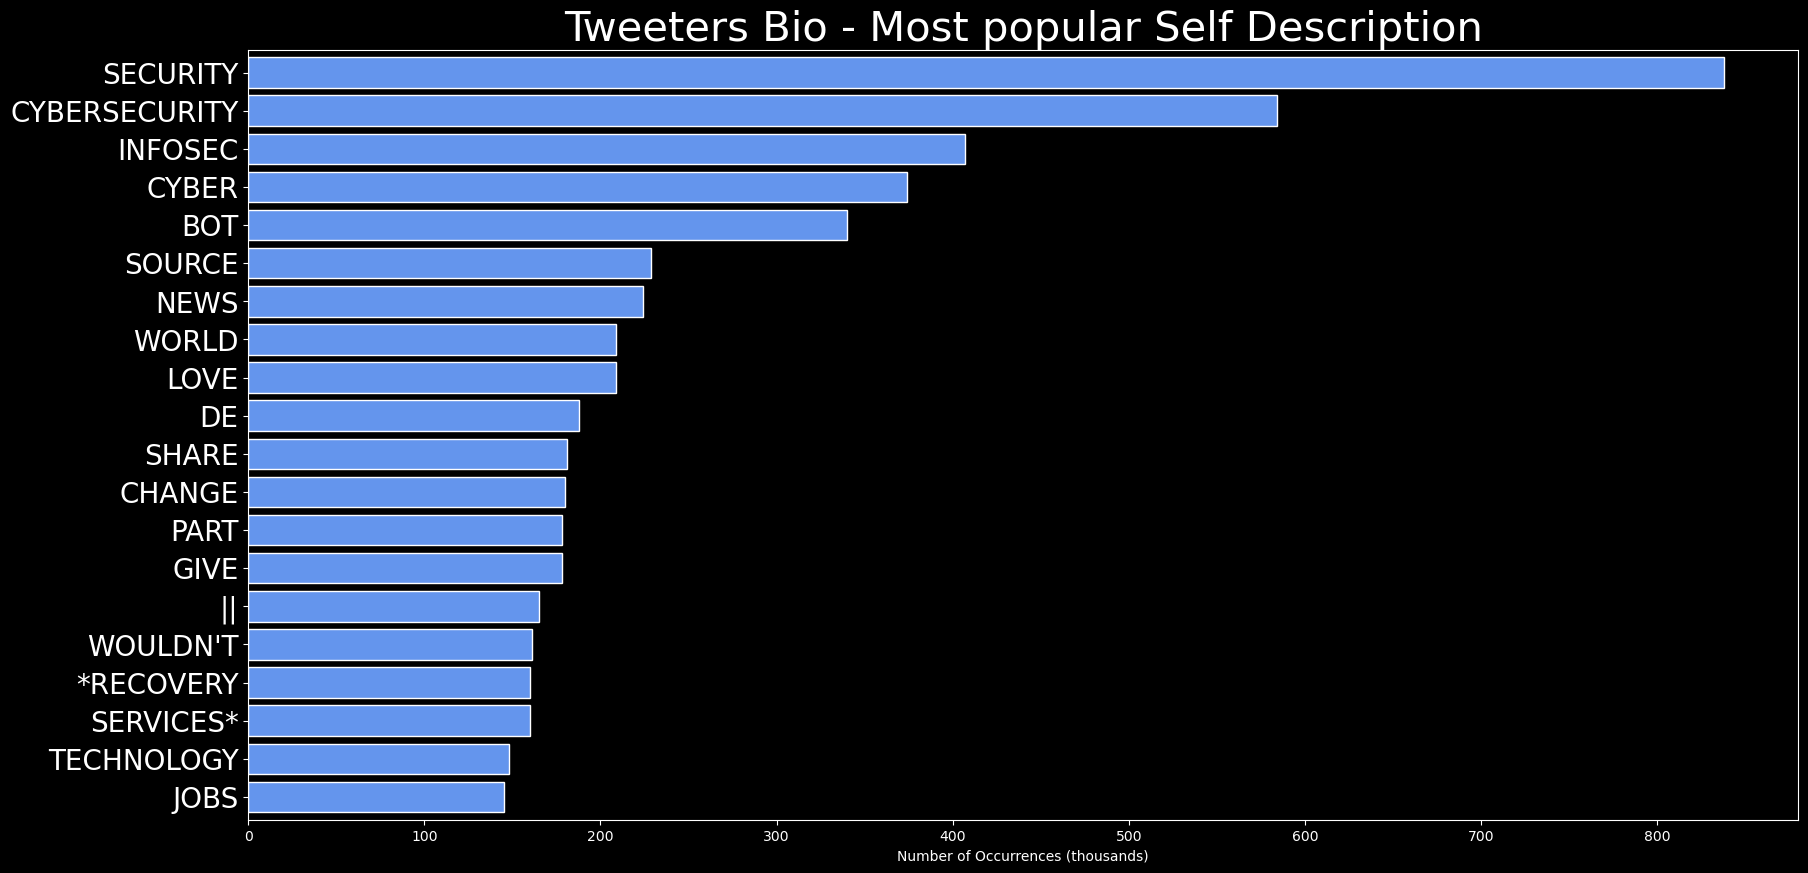 Tweeters Bio - Most popular Self Description
SECURITY
CYBERSECURITY
INFOSEC
CYBER
BOT
SOURCE
NEWS
WORLD
LOVE
DE
SHARE
CHANGE
PART
GIVE
||
WOULDN'T
*RECOVERY
SERVICES*
TECHNOLOGY
JOBS
0 100 200 300 400 500 600 700 800
Number of Occurrences (thousands)